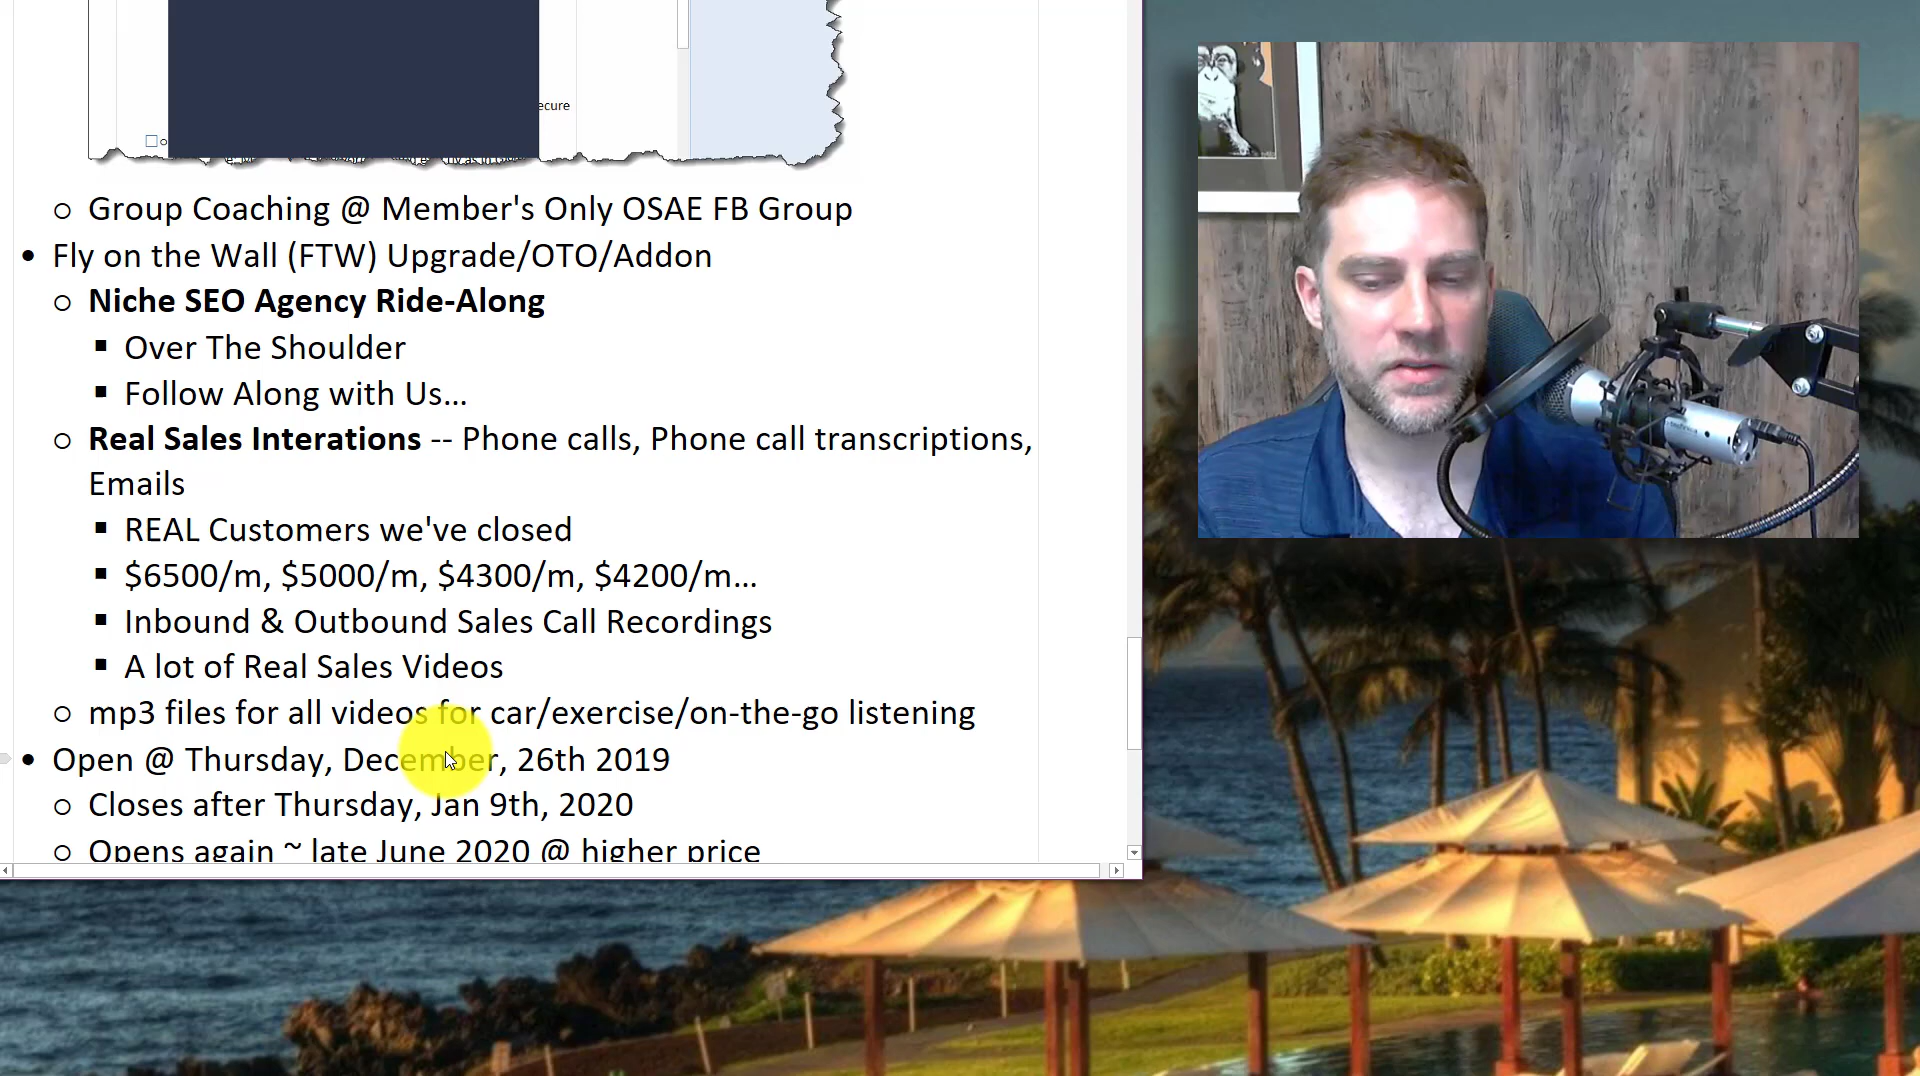 ecure
○ Group Coaching @ Member's Only OSAE FB Group
• Fly on the Wall (FTW) Upgrade/OTO/Addon
○ Niche SEO Agency Ride-Along
▪ Over The Shoulder
▪ Follow Along with Us...
○ Real Sales Interations -- Phone calls, Phone call transcriptions,
Emails
▪ REAL Customers we've closed
▪ $6500/m, $5000/m, $4300/m, $4200/m...
▪ Inbound & Outbound Sales Call Recordings
▪ A lot of Real Sales Videos
○ mp3 files for all videos for car/exercise/on-the-go listening
• Open @ Thursday, December, 26th 2019
○ Closes after Thursday, Jan 9th, 2020
○ Opens again ~ late June 2020 @ higher price